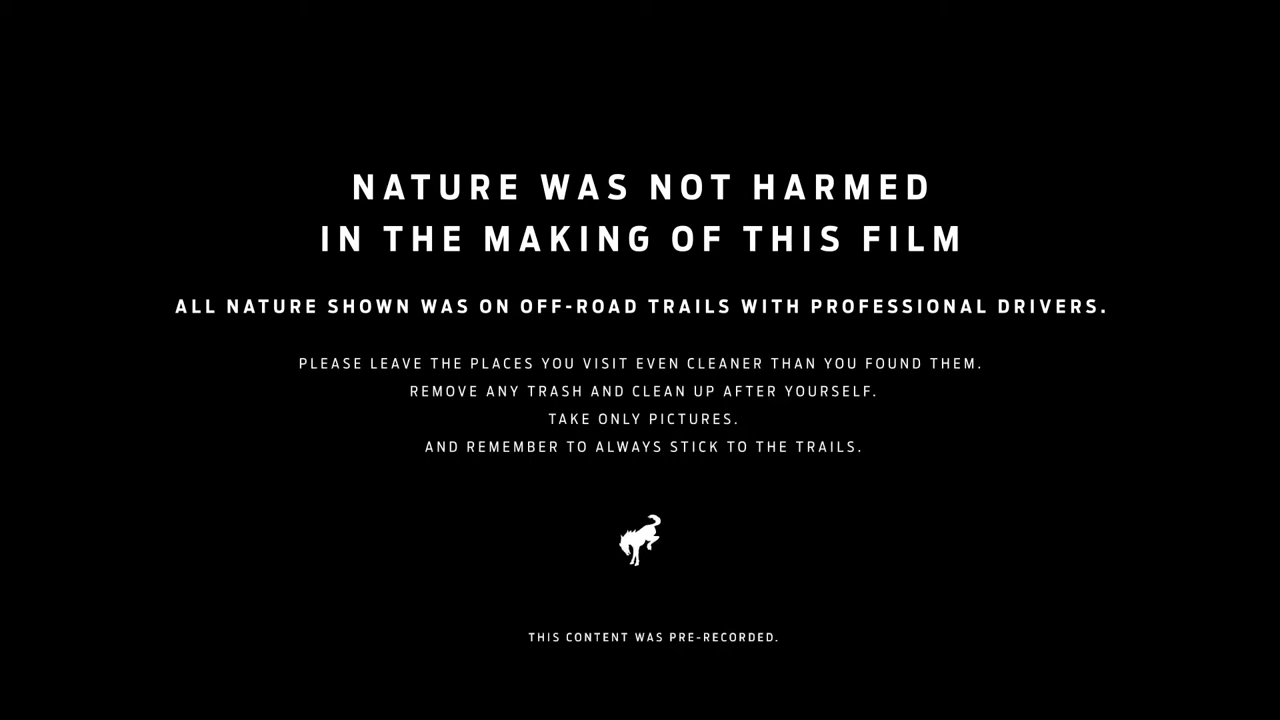 NATURE WAS NOT HARMED
IN THE MAKING OF THIS FILM
ALL NATURE SHOWN WAS ON OFF-ROAD TRAILS WITH PROFESSIONAL DRIVERS.
PLEASE LEAVE THE PLACES YOU VISIT EVEN CLEANER THAN YOU FOUND THEM.
REMOVE ANY TRASH AND CLEAN UP AFTER YOURSELF.
TAKE ONLY PICTURES.
AND REMEMBER TO ALWAYS STICK TO THE TRAILS.
THIS CONTENT WAS PRE-RECORDED.